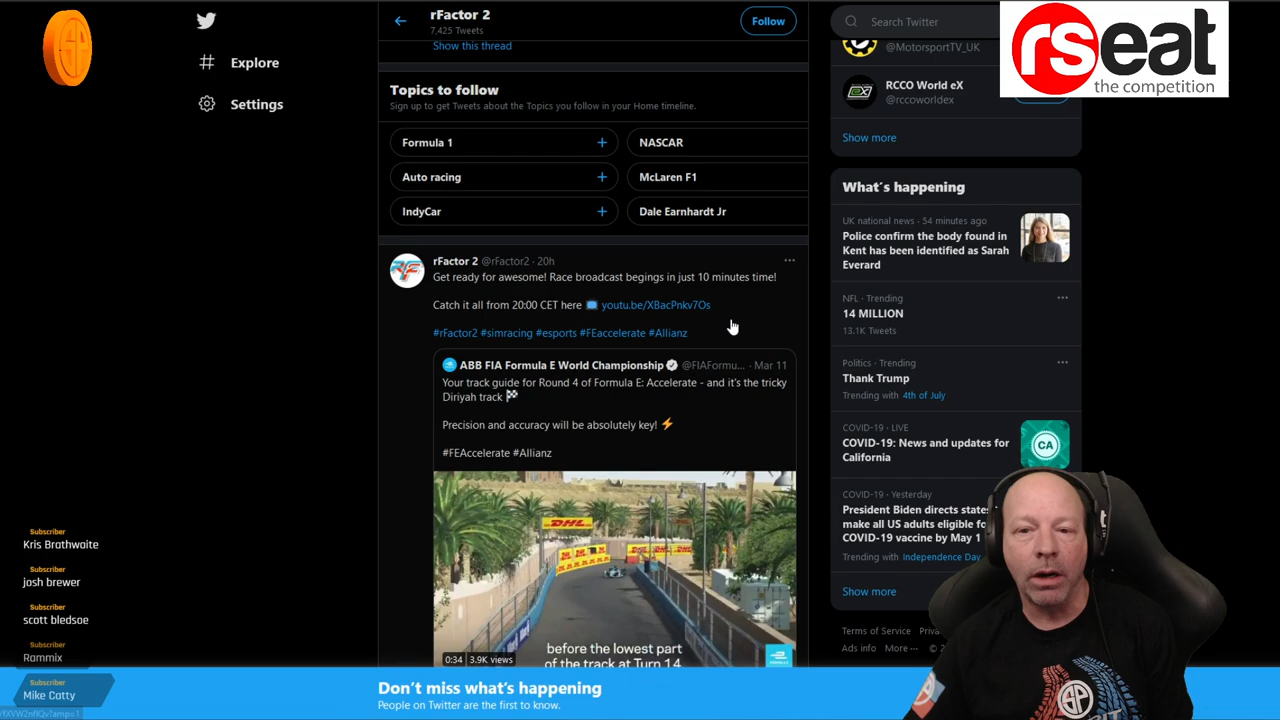 rFactor 2
7,425 Tweets
Follow
Show this thread
Explore
Settings
Topics to follow
Sign up to get Tweets about the Topics you follow in your Home timeline.
Formula 1 +
NASCAR
Auto racing +
McLaren F1
IndyCar +
Dale Earnhardt Jr
rFactor 2 @rFactor2 · 20h
Get ready for awesome! Race broadcast begings in just 10 minutes time!
Catch it all from 20:00 CET here youtu.be/XBacPnkv7Os
#rFactor2 #simracing #esports #FEaccelerate #Allianz
ABB FIA Formula E World Championship @FIAFormu... · Mar 11
Your track guide for Round 4 of Formula E: Accelerate - and it's the tricky
Diriyah track
Precision and accuracy will be absolutely key!
#FEAccelerate #Allianz
DHL
before the lowest part
of the track at Turn 14
0:34 3.9K views
Search Twitter
@MotorsportTV_UK
RCCO World eX
@rccoworldex
Show more
rseat
the competition
What's happening
UK national news · 54 minutes ago
Police confirm the body found in
Kent has been identified as Sarah
Everard
NFL · Trending
14 MILLION
13.1K Tweets
Politics · Trending
Thank Trump
Trending with 4th of July
COVID-19 · LIVE
COVID-19: News and updates for
California
CA
COVID-19 · Yesterday
President Biden directs states
make all US adults eligible fo
COVID-19 vaccine by May 1
Trending with Independence Day
Show more
Terms of Service Priva
Ads info More ··· ©
Subscriber
Kris Brathwaite
Subscriber
josh brewer
Subscriber
scott bledsoe
Subscriber
Rammix
Subscriber
Mike Catty
Don't miss what's happening
People on Twitter are the first to know.